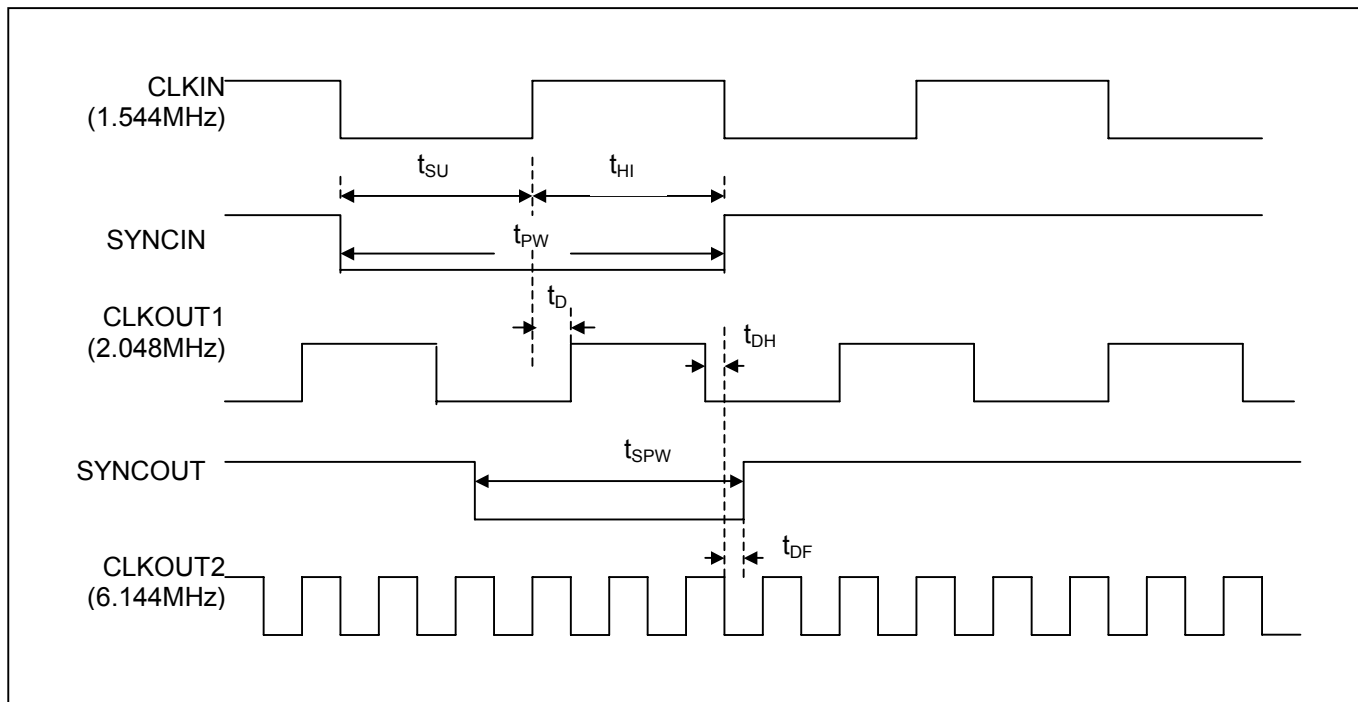 CLKIN
(1.544MHz)
tSU
tHI
SYNCIN
tPW
tD
CLKOUT1
(2.048MHz)
tDH
SYNCOUT
tSPW
tDF
CLKOUT2
(6.144MHz)